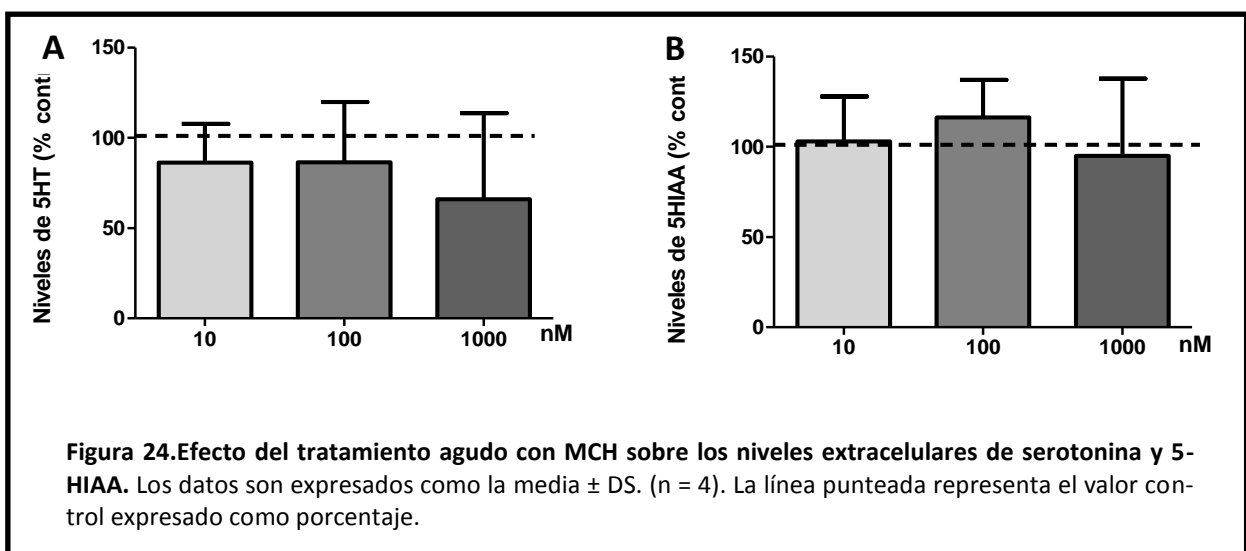 A
Niveles de 5HT (% cont
150
100
50
0
10 100 1000 nM
B
Niveles de 5HIAA (% cont
150
100
50
0
10 100 1000 nM
Figura 24.Efecto del tratamiento agudo con MCH sobre los niveles extracelulares de serotonina y 5-
HIAA. Los datos son expresados como la media ± DS. (n = 4). La línea punteada representa el valor con-
trol expresado como porcentaje.